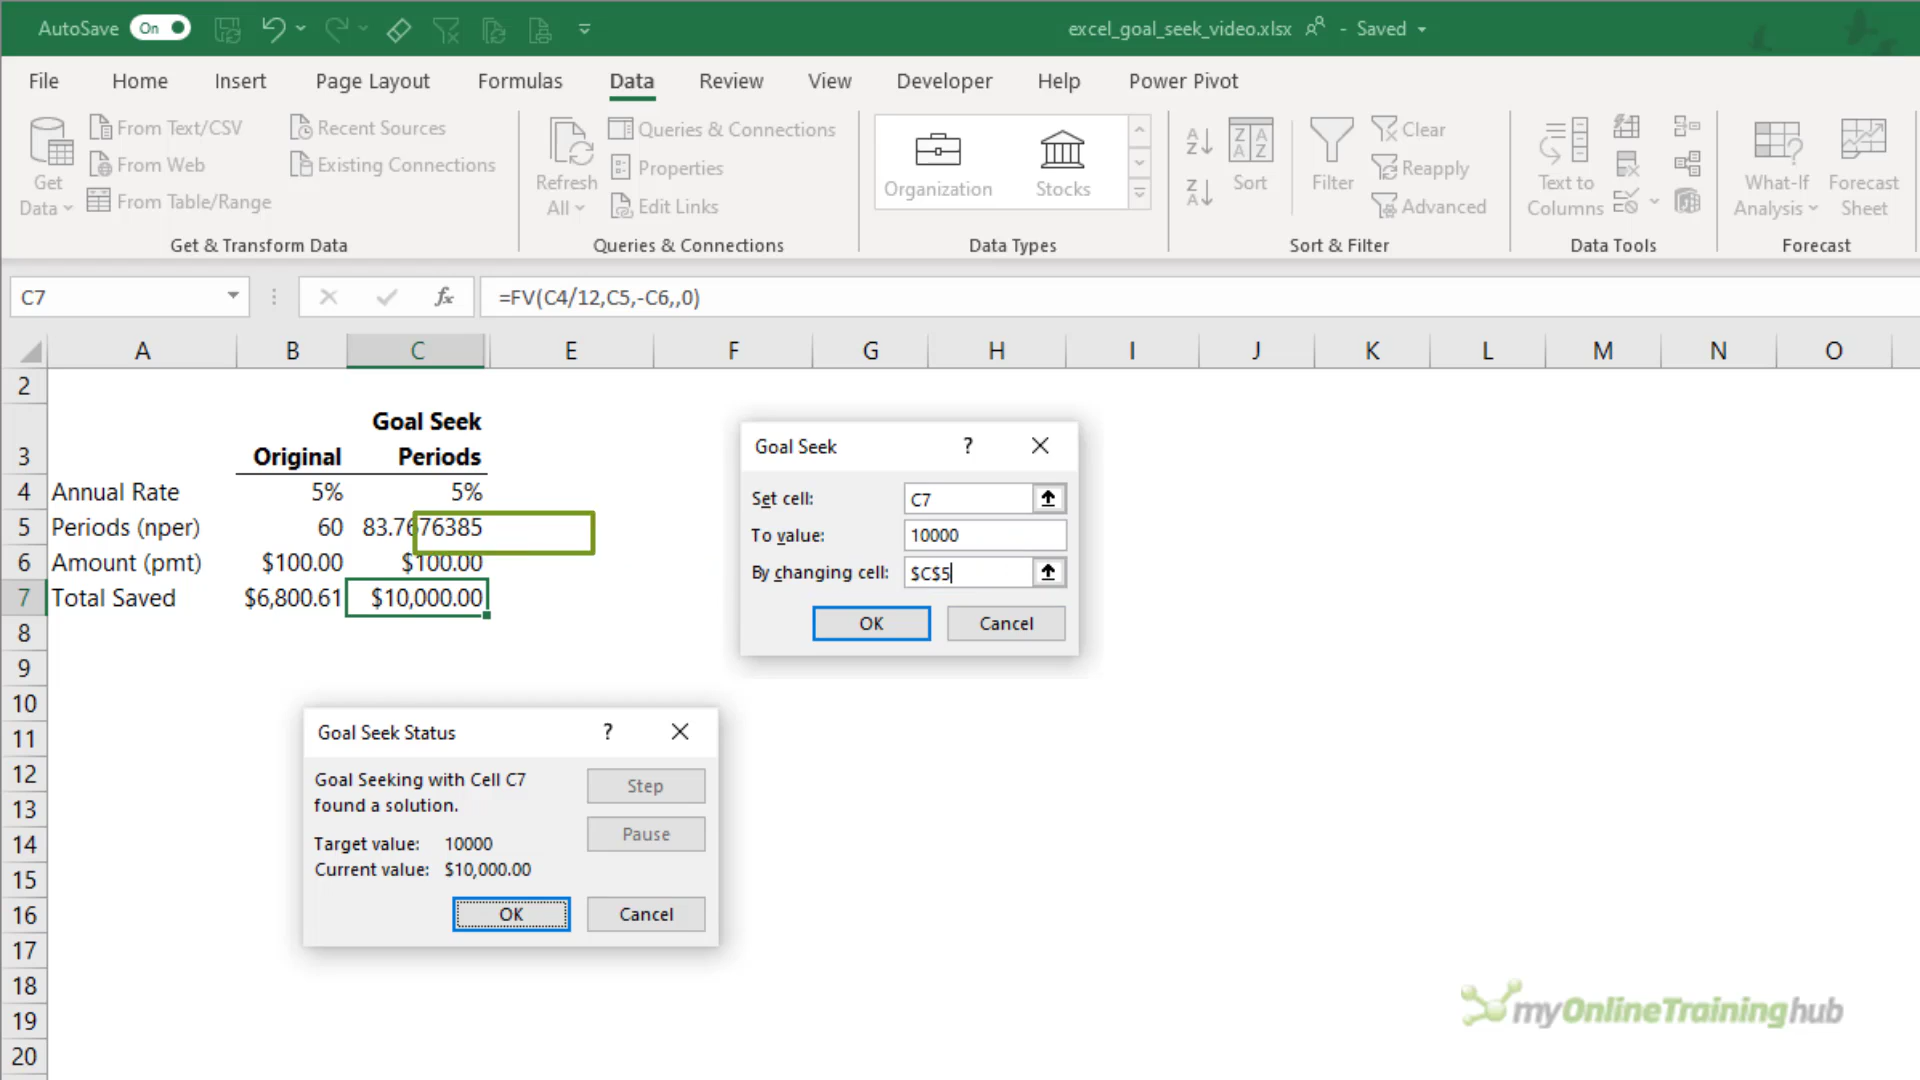 AutoSave On
excel_goal_seek_video.xlsx - Saved
File Home Insert Page Layout Formulas Data Review View Developer Help Power Pivot
Get Data
From Text/CSV
From Web
From Table/Range
Recent Sources
Existing Connections
Get & Transform Data
Refresh All
Queries & Connections
Properties
Edit Links
Queries & Connections
Organization
Stocks
Data Types
Sort
Filter
Clear
Reapply
Advanced
Sort & Filter
Text to Columns
Data Tools
What-If Analysis
Forecast Sheet
Forecast
C7 fx =FV(C4/12,C5,-C6,,0)
A B C E F G H I J K L M N O
2
Goal Seek
3 Original Periods
4 Annual Rate 5% 5%
5 Periods (nper) 60 83.7676385
6 Amount (pmt) $100.00 $100.00
7 Total Saved $6,800.61 $10,000.00
8
9
10
11
12
13
14
15
16
17
18
19
20
Goal Seek ?
Set cell: C7
To value: 10000
By changing cell: $C$5
OK Cancel
Goal Seek Status ?
Goal Seeking with Cell C7
found a solution.
Step
Pause
Target value: 10000
Current value: $10,000.00
OK Cancel
myOnlineTraininghub